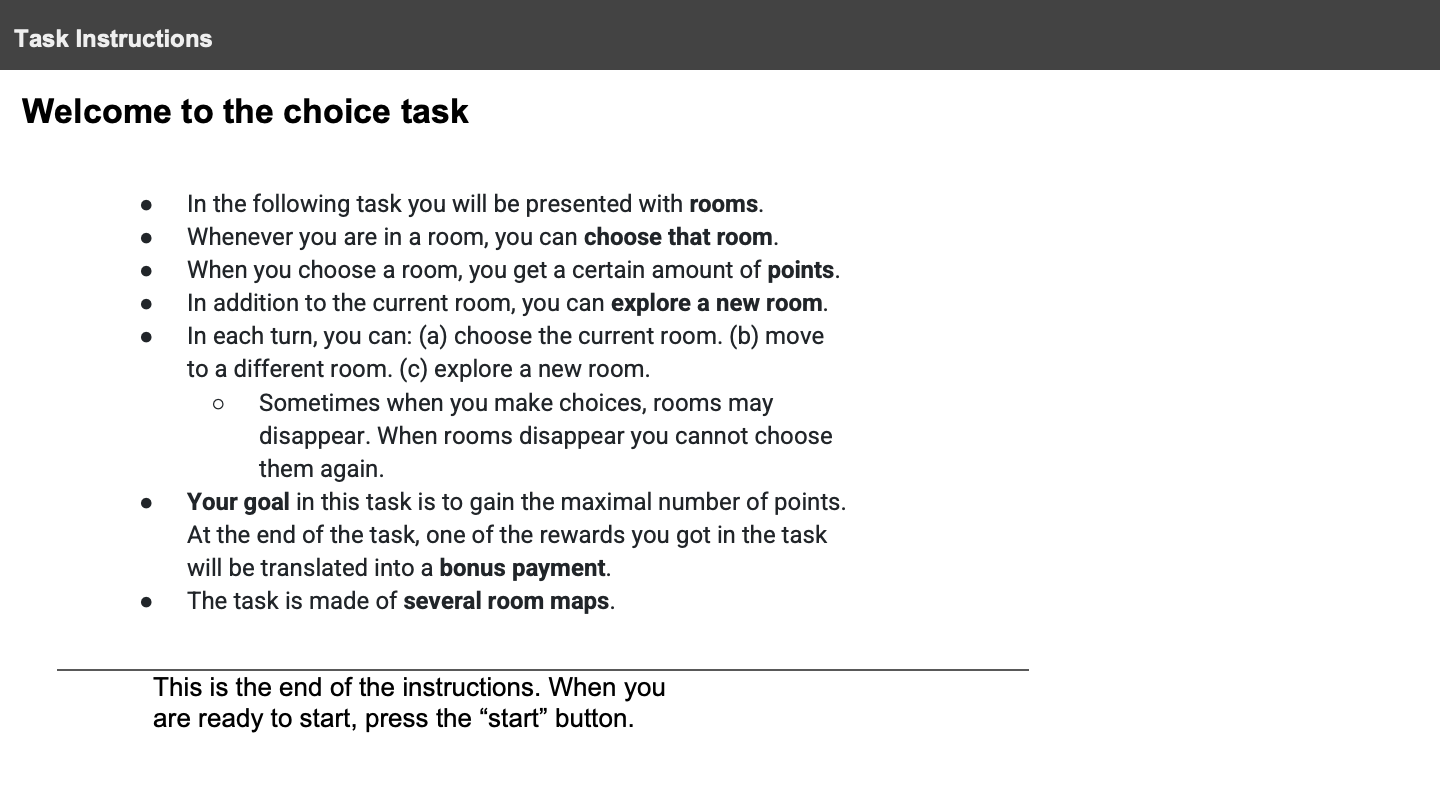 Task Instructions
Welcome to the choice task
● In the following task you will be presented with rooms.
● Whenever you are in a room, you can choose that room.
● When you choose a room, you get a certain amount of points.
● In addition to the current room, you can explore a new room.
● In each turn, you can: (a) choose the current room. (b) move
to a different room. (c) explore a new room.
○ Sometimes when you make choices, rooms may
disappear. When rooms disappear you cannot choose
them again.
● Your goal in this task is to gain the maximal number of points.
At the end of the task, one of the rewards you got in the task
will be translated into a bonus payment.
● The task is made of several room maps.
This is the end of the instructions. When you
are ready to start, press the “start” button.